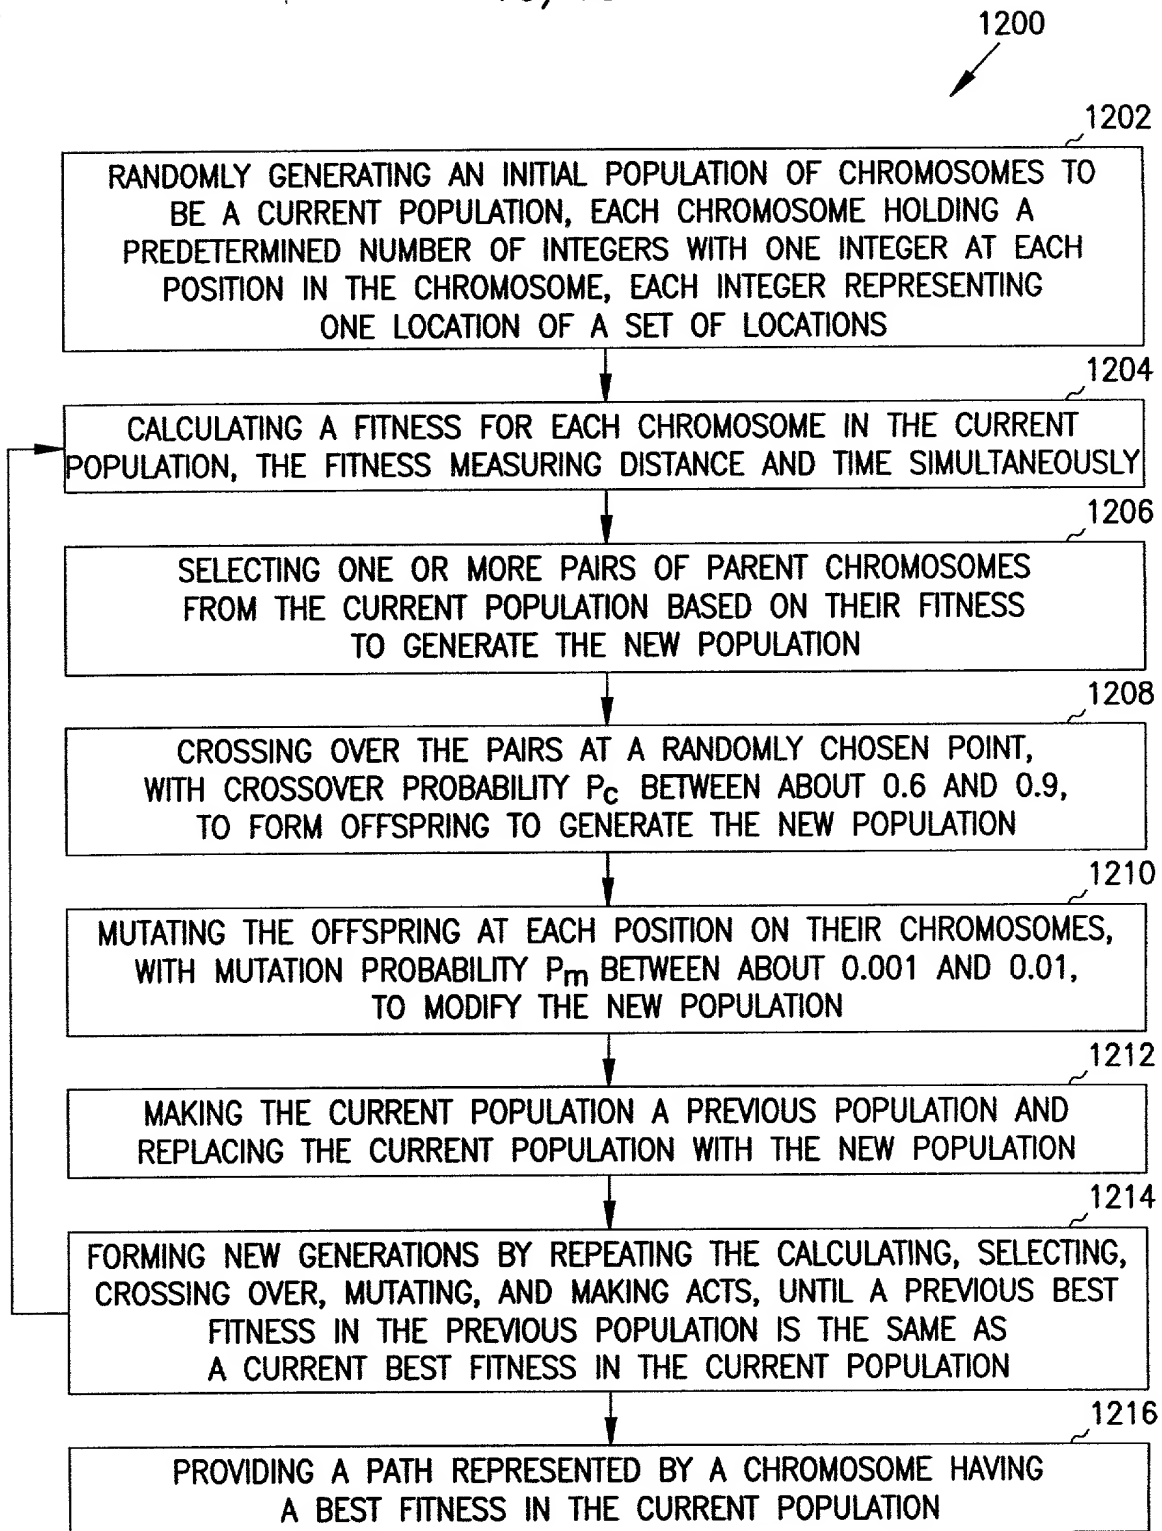 1200
1202
RANDOMLY GENERATING AN INITIAL POPULATION OF CHROMOSOMES TO
BE A CURRENT POPULATION, EACH CHROMOSOME HOLDING A
PREDETERMINED NUMBER OF INTEGERS WITH ONE INTEGER AT EACH
POSITION IN THE CHROMOSOME, EACH INTEGER REPRESENTING
ONE LOCATION OF A SET OF LOCATIONS
1204
CALCULATING A FITNESS FOR EACH CHROMOSOME IN THE CURRENT
POPULATION, THE FITNESS MEASURING DISTANCE AND TIME SIMULTANEOUSLY
1206
SELECTING ONE OR MORE PAIRS OF PARENT CHROMOSOMES
FROM THE CURRENT POPULATION BASED ON THEIR FITNESS
TO GENERATE THE NEW POPULATION
1208
CROSSING OVER THE PAIRS AT A RANDOMLY CHOSEN POINT,
WITH CROSSOVER PROBABILITY Pc BETWEEN ABOUT 0.6 AND 0.9,
TO FORM OFFSPRING TO GENERATE THE NEW POPULATION
1210
MUTATING THE OFFSPRING AT EACH POSITION ON THEIR CHROMOSOMES,
WITH MUTATION PROBABILITY Pm BETWEEN ABOUT 0.001 AND 0.01,
TO MODIFY THE NEW POPULATION
1212
MAKING THE CURRENT POPULATION A PREVIOUS POPULATION AND
REPLACING THE CURRENT POPULATION WITH THE NEW POPULATION
1214
FORMING NEW GENERATIONS BY REPEATING THE CALCULATING, SELECTING,
CROSSING OVER, MUTATING, AND MAKING ACTS, UNTIL A PREVIOUS BEST
FITNESS IN THE PREVIOUS POPULATION IS THE SAME AS
A CURRENT BEST FITNESS IN THE CURRENT POPULATION
1216
PROVIDING A PATH REPRESENTED BY A CHROMOSOME HAVING
A BEST FITNESS IN THE CURRENT POPULATION